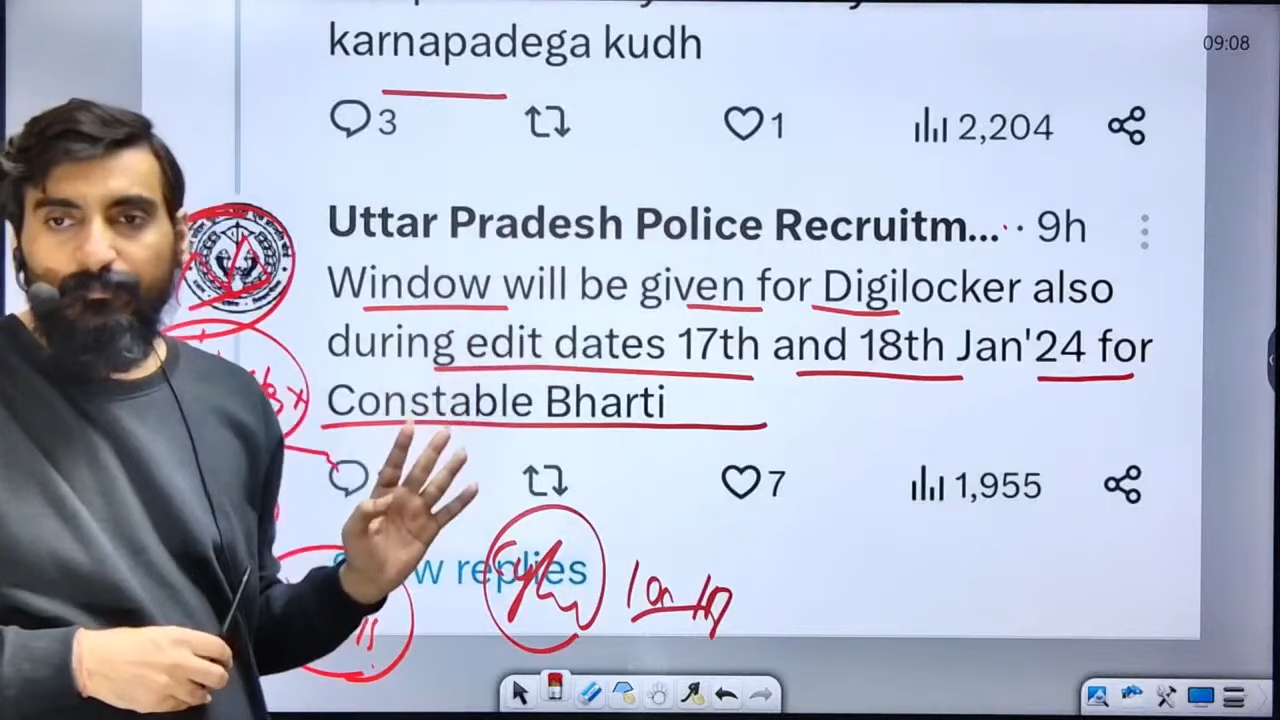 karnapadega kudh
09:08
3
1
2,204
Uttar Pradesh Police Recruitm... · 9h
Window will be given for Digilocker also
during edit dates 17th and 18th Jan'24 for
Constable Bharti
7
1,955
w replies